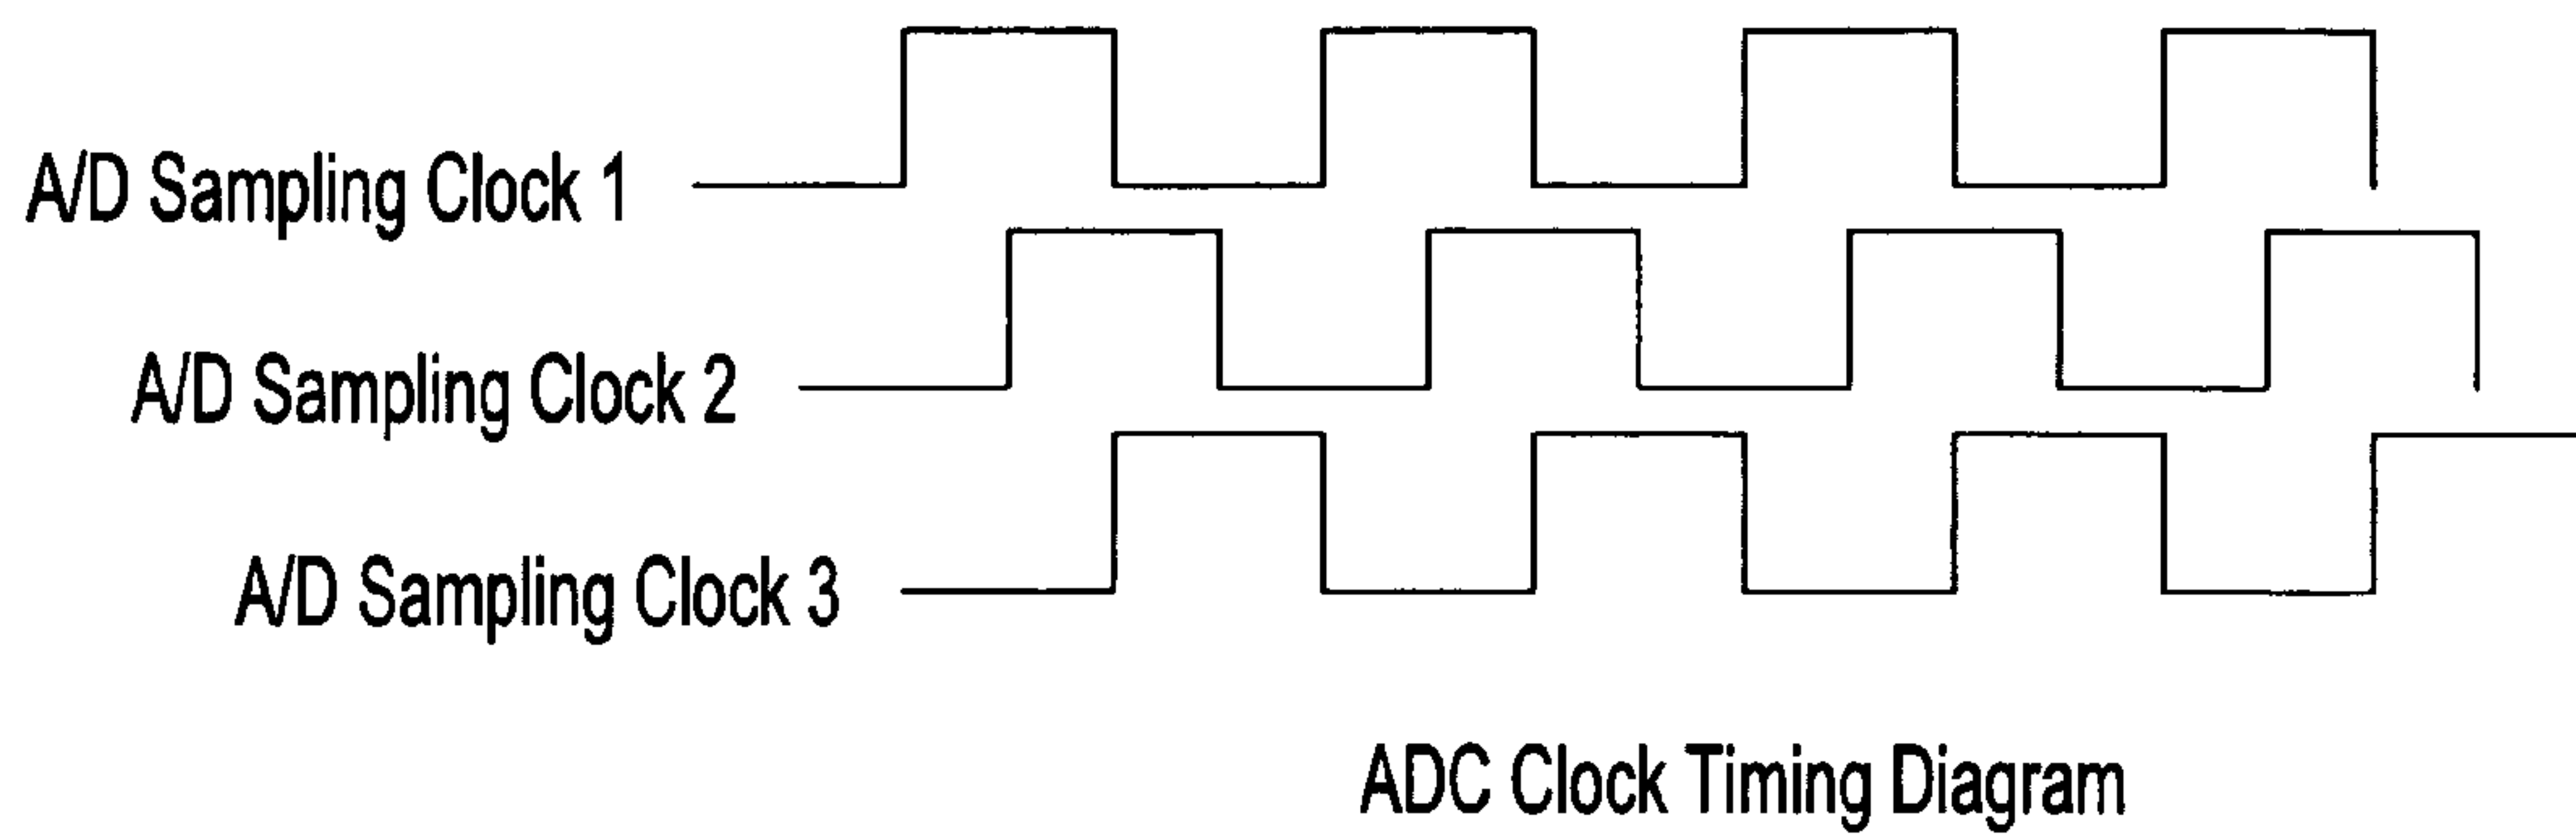 A/D Sampling Clock 1
A/D Sampling Clock 2
A/D Sampling Clock 3
ADC Clock Timing Diagram